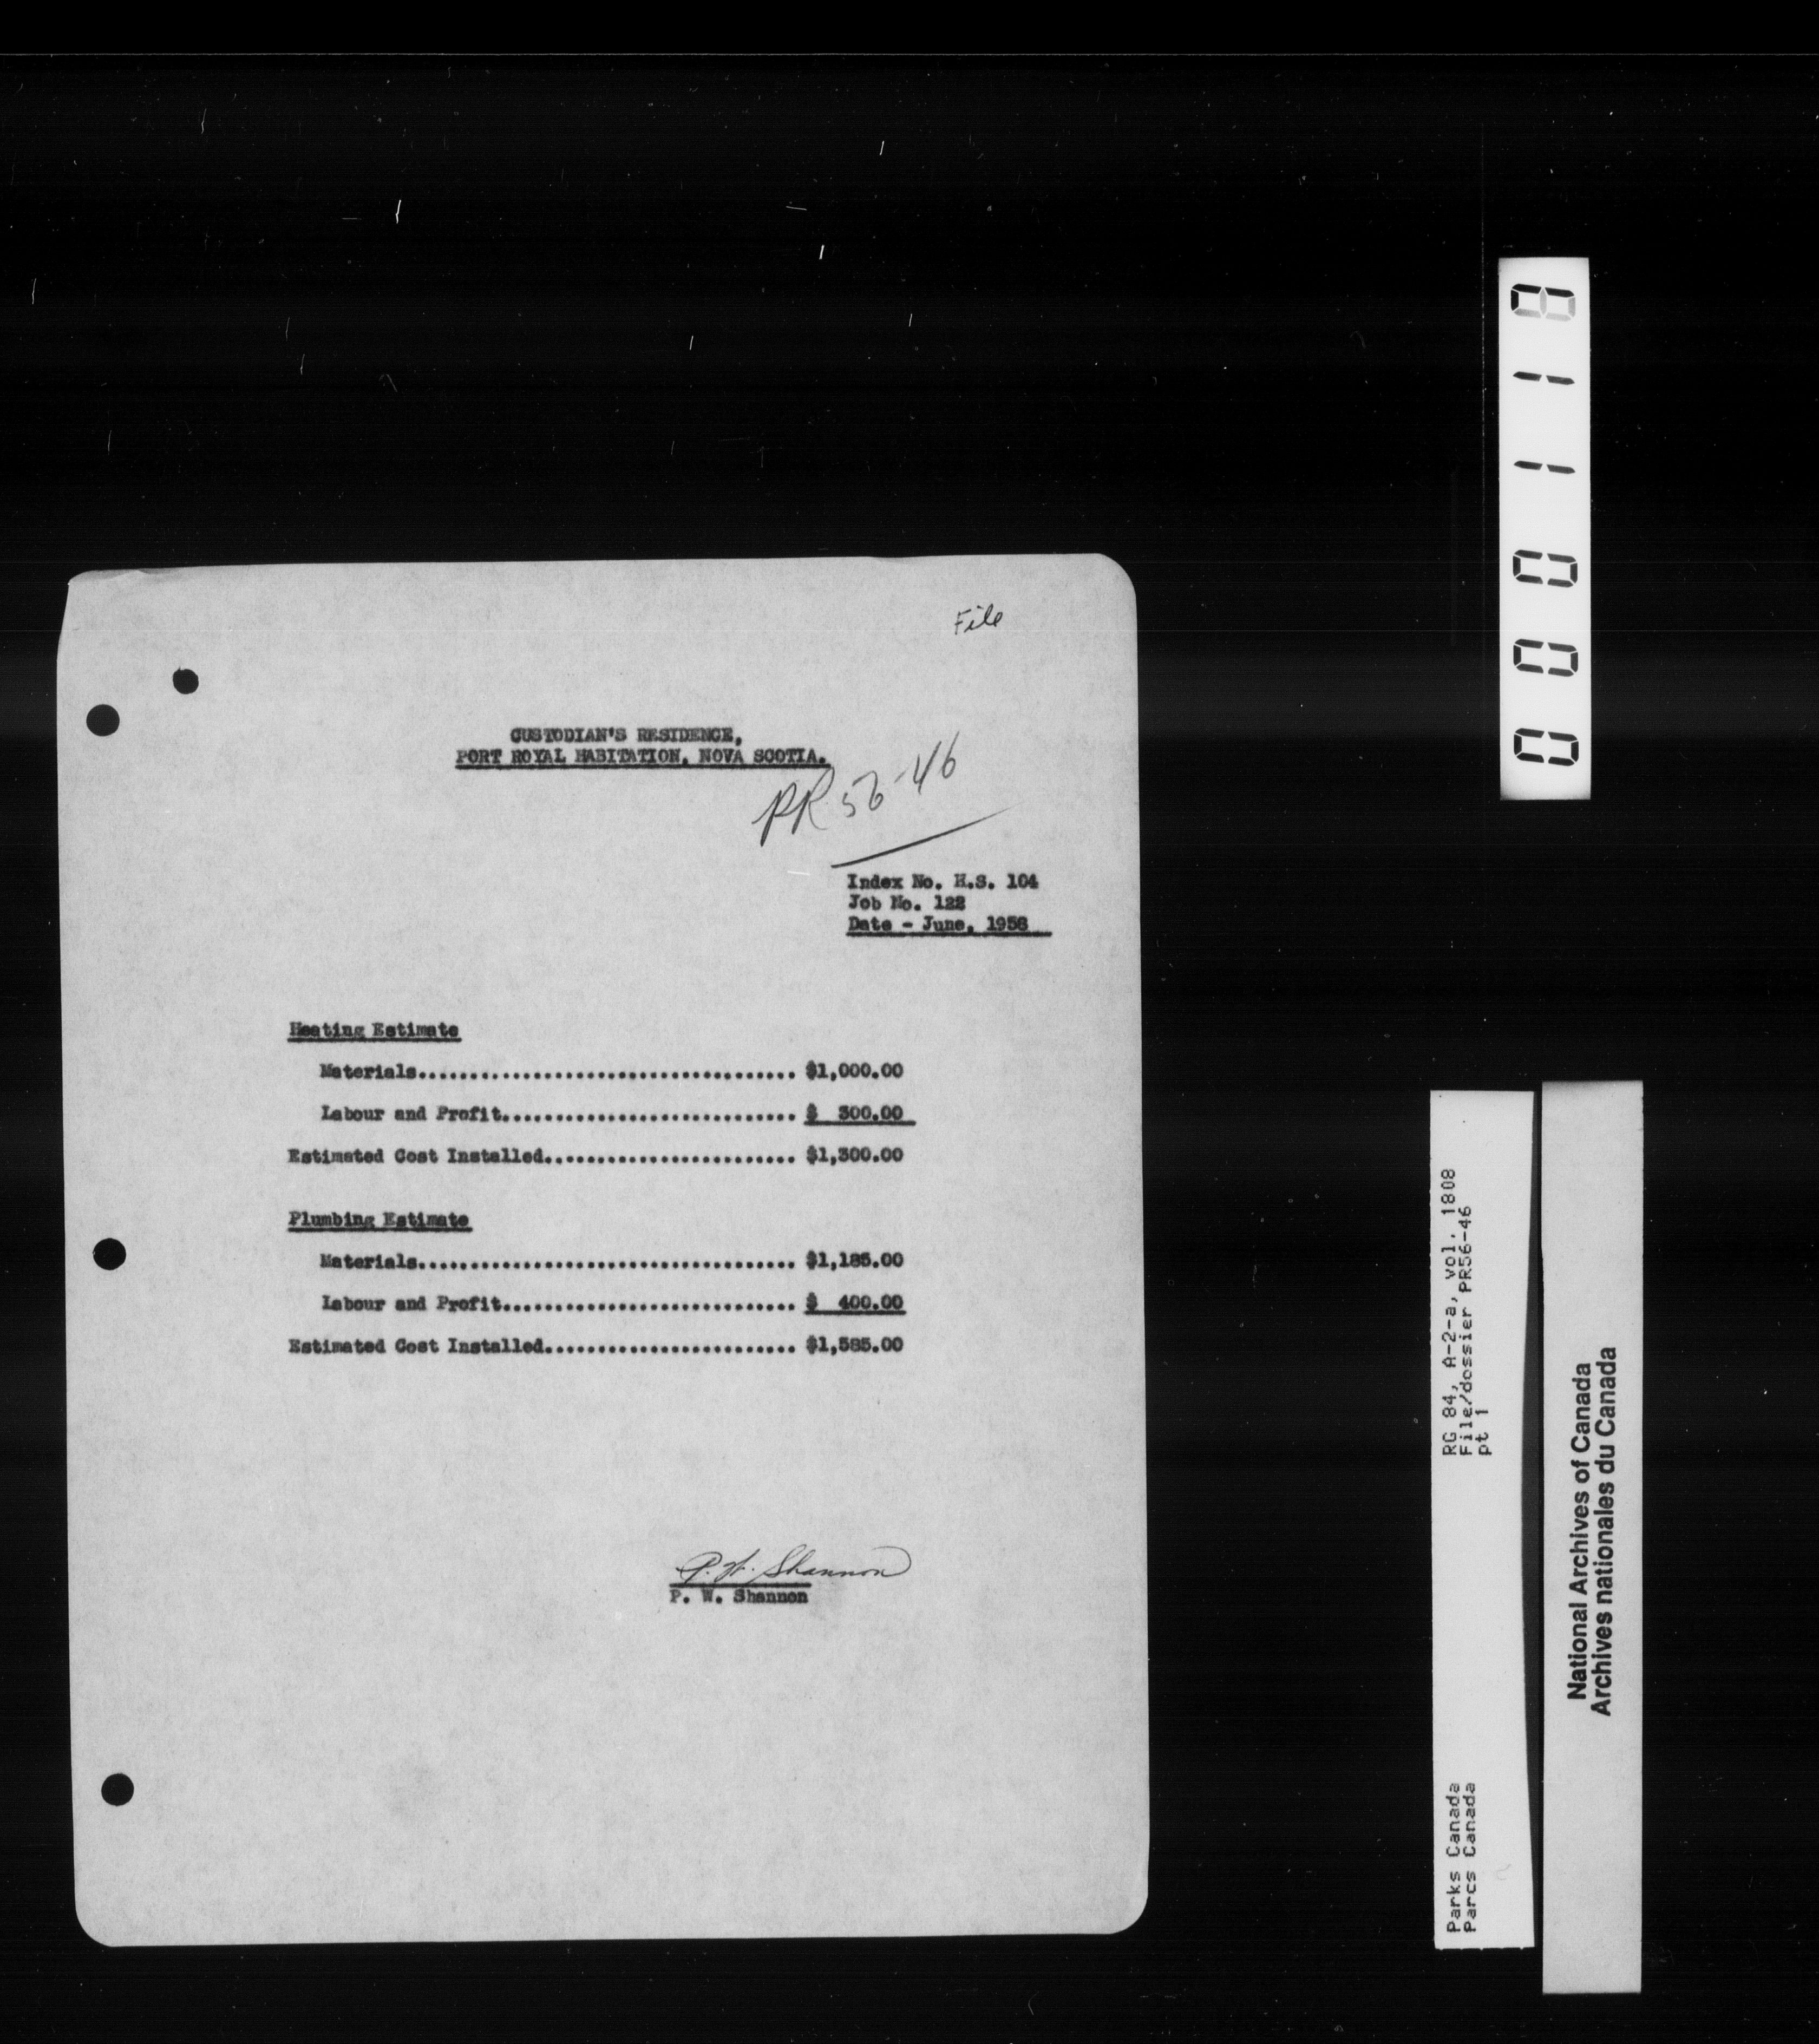 File
CUSTODIAN'S RESIDENCE,
PORT ROYAL HABITATION, NOVA SCOTIA.
PR 56-46
Index No. H.S. 104
Job No. 122
Date - June, 1958
Heating Estimate
Materials.................................... $1,000.00
Labour and Profit............................ $ 300.00
Estimated Cost Installed........................ $1,300.00
Plumbing Estimate
Materials.................................... $1,185.00
Labour and Profit............................ $ 400.00
Estimated Cost Installed........................ $1,585.00
P. W. Shannon
P. W. Shannon
000110
RG 84, A-2-a, vol. 1808
File/dossier PR56-46
pt 1
Parks Canada
Parcs Canada
National Archives of Canada
Archives nationales du Canada